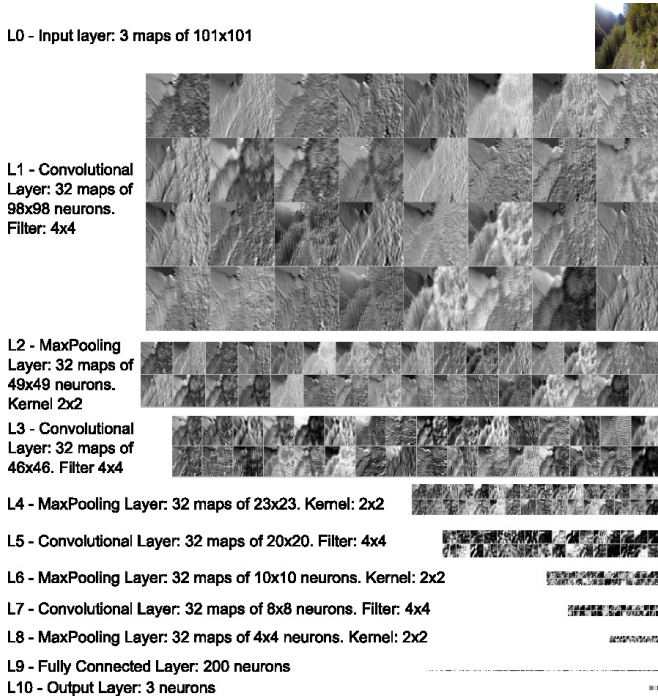 L0 - Input layer: 3 maps of 101x101
L1 - Convolutional
Layer: 32 maps of
98x98 neurons.
Filter: 4x4
L2 - MaxPooling
Layer: 32 maps of
49x49 neurons.
Kernel 2x2
L3 - Convolutional
Layer: 32 maps of
46x46. Filter 4x4
L4 - MaxPooling Layer: 32 maps of 23x23. Kernel: 2x2
L5 - Convolutional Layer: 32 maps of 20x20. Filter: 4x4
L6 - MaxPooling Layer: 32 maps of 10x10 neurons. Kernel: 2x2
L7 - Convolutional Layer: 32 maps of 8x8 neurons. Filter: 4x4
L8 - MaxPooling Layer: 32 maps of 4x4 neurons. Kernel: 2x2
L9 - Fully Connected Layer: 200 neurons
L10 - Output Layer: 3 neurons